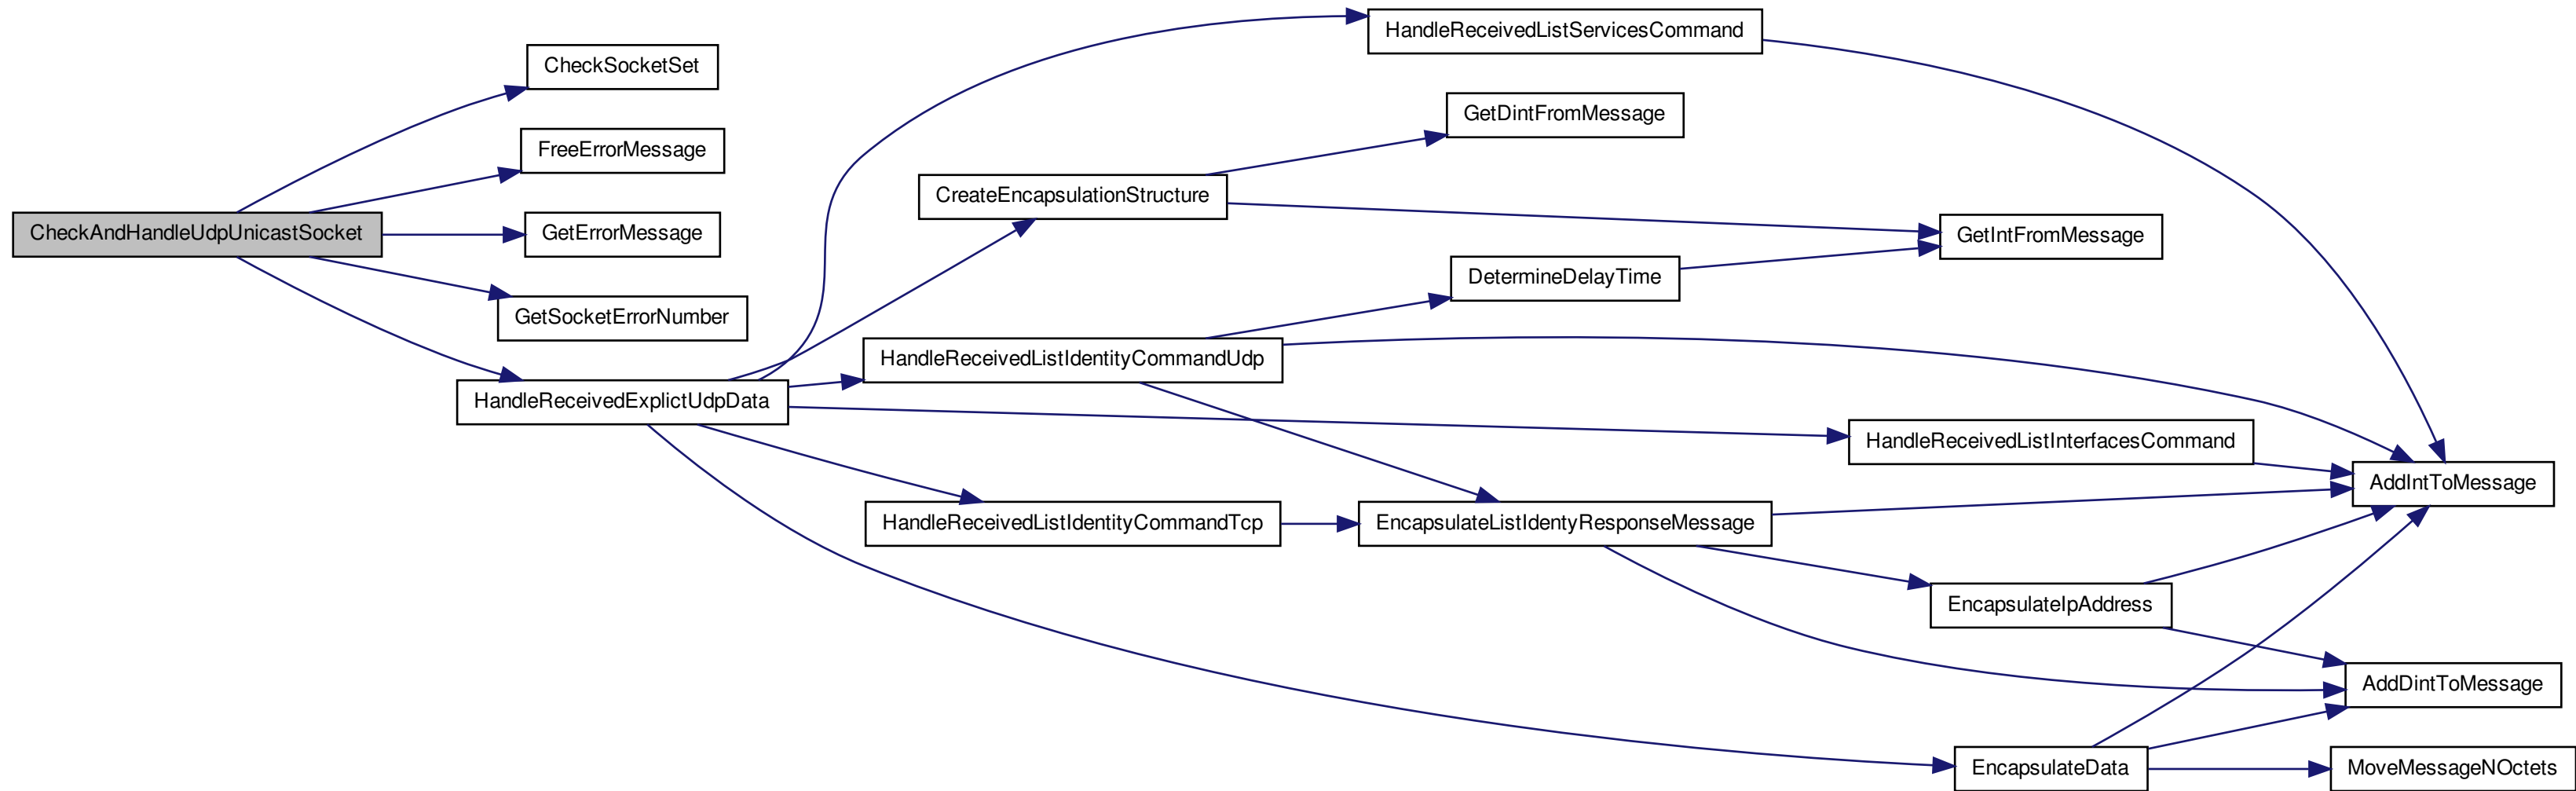 HandleReceivedListServicesCommand
CheckSocketSet
GetDintFromMessage
FreeErrorMessage
CreateEncapsulationStructure
CheckAndHandleUdpUnicastSocket
GetErrorMessage
GetIntFromMessage
DetermineDelayTime
GetSocketErrorNumber
HandleReceivedListIdentityCommandUdp
HandleReceivedExplictUdpData
HandleReceivedListInterfacesCommand
AddIntToMessage
HandleReceivedListIdentityCommandTcp
EncapsulateListIdentyResponseMessage
EncapsulateIpAddress
AddDintToMessage
EncapsulateData
MoveMessageNOctets